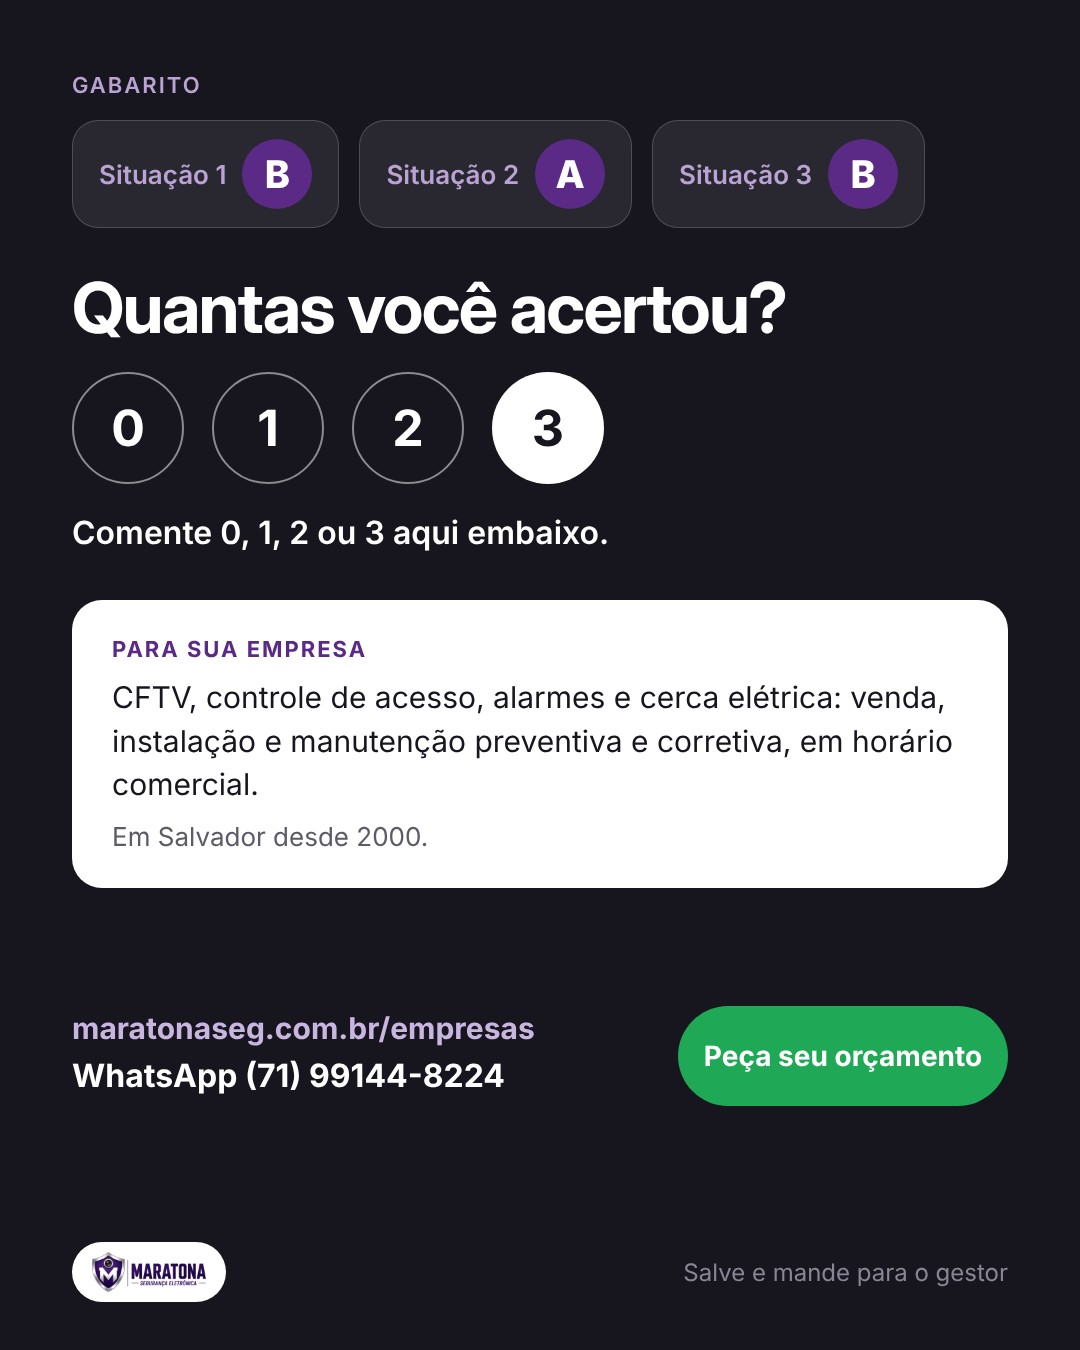 GABARITO
Situação 1 B
Situação 2 A
Situação 3 B
Quantas você acertou?
0 1 2 3
Comente 0, 1, 2 ou 3 aqui embaixo.
PARA SUA EMPRESA
CFTV, controle de acesso, alarmes e cerca elétrica: venda,
instalação e manutenção preventiva e corretiva, em horário
comercial.
Em Salvador desde 2000.
maratonaseg.com.br/empresas
WhatsApp (71) 99144-8224
Peça seu orçamento
MARATONA
SEGURANÇA ELETRÔNICA
Salve e mande para o gestor